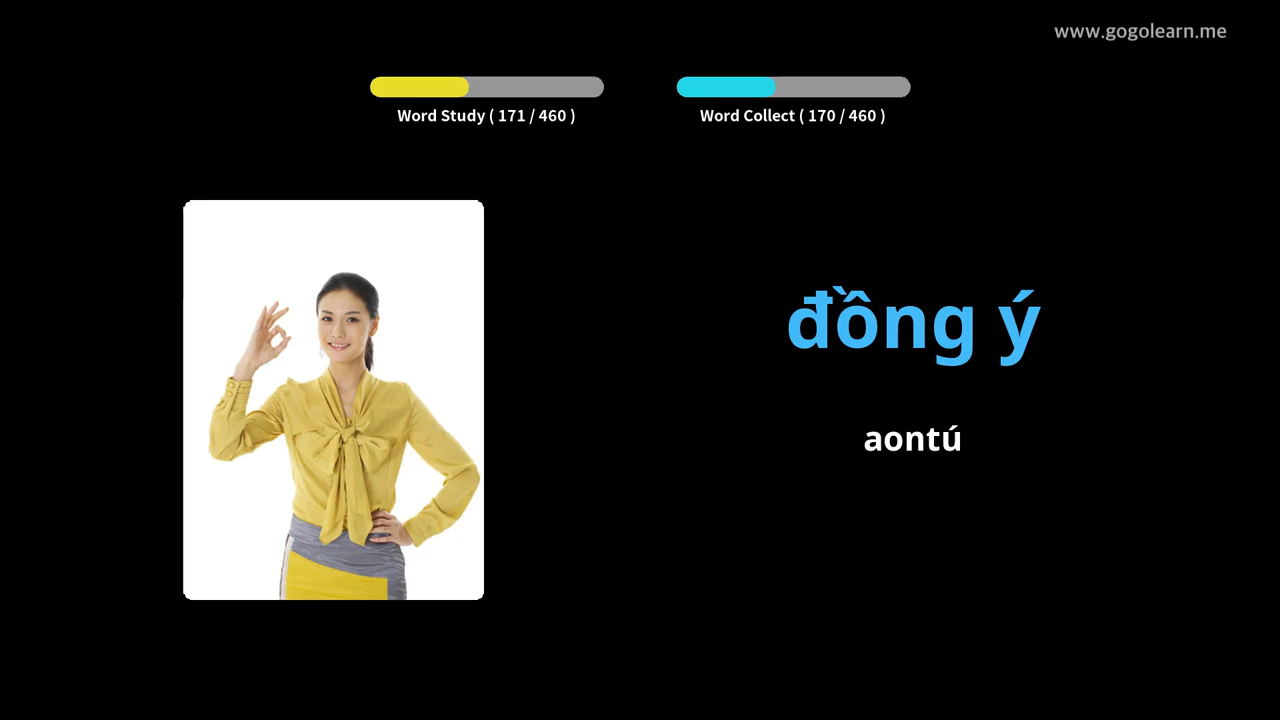 www.gogolearn.me
Word Study ( 171 / 460 )
Word Collect ( 170 / 460 )
đồng ý
aontú